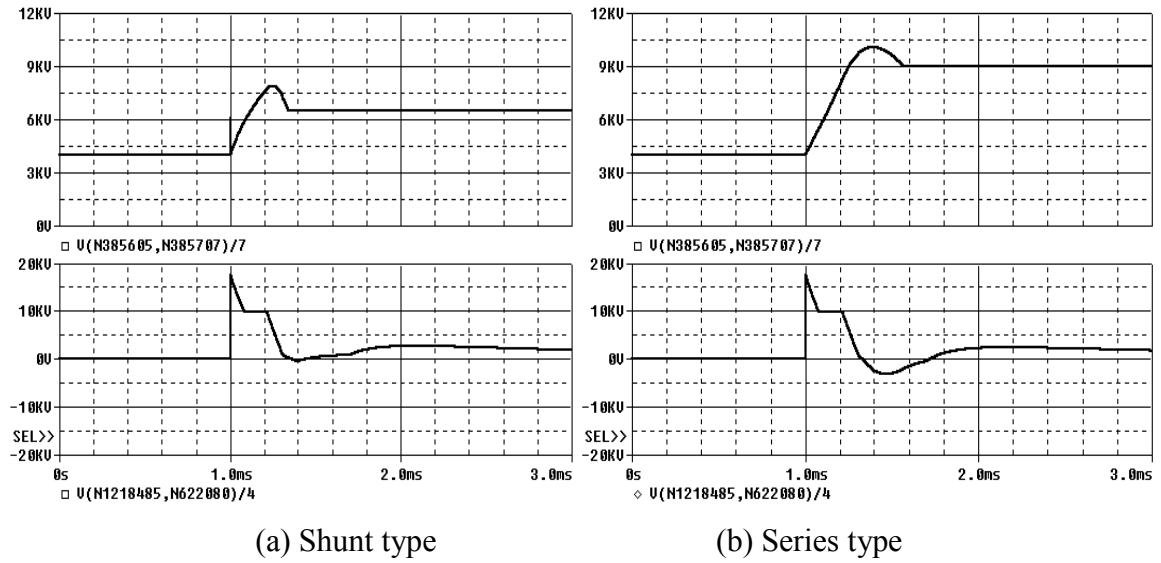 12KV
9KV
6KV
3KV
0V
V(N385605,N385707)/7
20KV
10KV
0V
-10KV
SEL>>
-20KV
0s 1.0ms 2.0ms 3.0ms
V(N1218485,N622080)/4
(a) Shunt type
12KV
9KV
6KV
3KV
0V
V(N385605,N385707)/7
20KV
10KV
0V
-10KV
SEL>>
-20KV
0s 1.0ms 2.0ms 3.0ms
V(N1218485,N622080)/4
(b) Series type